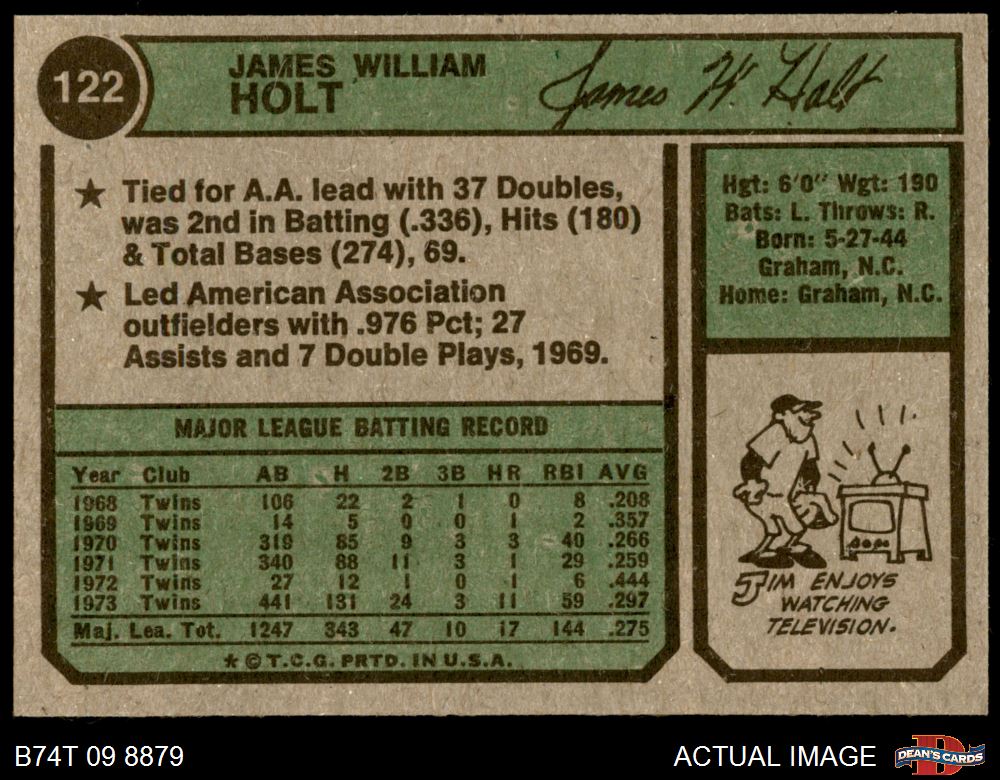 122
JAMES WILLIAM
HOLT
James W. Holt
★ Tied for A.A. lead with 37 Doubles,
was 2nd in Batting (.336), Hits (180)
& Total Bases (274), 69.
★ Led American Association
outfielders with .976 Pct; 27
Assists and 7 Double Plays, 1969.
Hgt: 6'0" Wgt: 190
Bats: L. Throws: R.
Born: 5-27-44
Graham, N.C.
Home: Graham, N.C.
MAJOR LEAGUE BATTING RECORD
Year Club AB H 2B 3B HR RBI AVG
1968 Twins 106 22 2 1 0 8 .208
1969 Twins 14 5 0 0 1 2 .357
1970 Twins 319 85 9 3 3 40 .266
1971 Twins 340 88 11 3 1 29 .259
1972 Twins 27 12 1 0 1 6 .444
1973 Twins 441 131 24 3 11 59 .297
Maj. Lea. Tot. 1247 343 47 10 17 144 .275
* © T.C.G. PRTD. IN U.S.A.
JIM ENJOYS
WATCHING
TELEVISION.
B74T 09 8879
ACTUAL IMAGE
DEAN'S CARDS